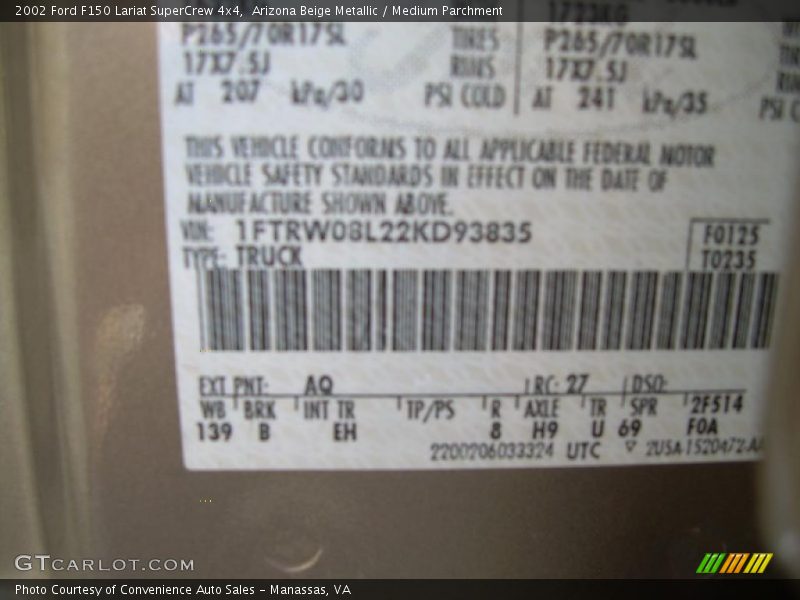 2002 Ford F150 Lariat SuperCrew 4x4, Arizona Beige Metallic / Medium Parchment
P265/70R17SL TIRES P265/70R17SL
17X7.5J RIMS 17X7.5J
AT 207 kPa/30 PSI COLD AT 241 kPa/35 PSI
THIS VEHICLE CONFORMS TO ALL APPLICABLE FEDERAL MOTOR
VEHICLE SAFETY STANDARDS IN EFFECT ON THE DATE OF
MANUFACTURE SHOWN ABOVE.
VIN: 1FTRW08L22KD93835 F0125
TYPE: TRUCK T0235
EXT PNT: AQ RC: 27 DSO:
WB BRK INT TR TP/PS R AXLE TR SPR 2F514
139 B EH 8 H9 U 69 F0A
2200206033324 UTC ▽ 2USA-1520472-AA
GTCARLOT.COM
Photo Courtesy of Convenience Auto Sales - Manassas, VA